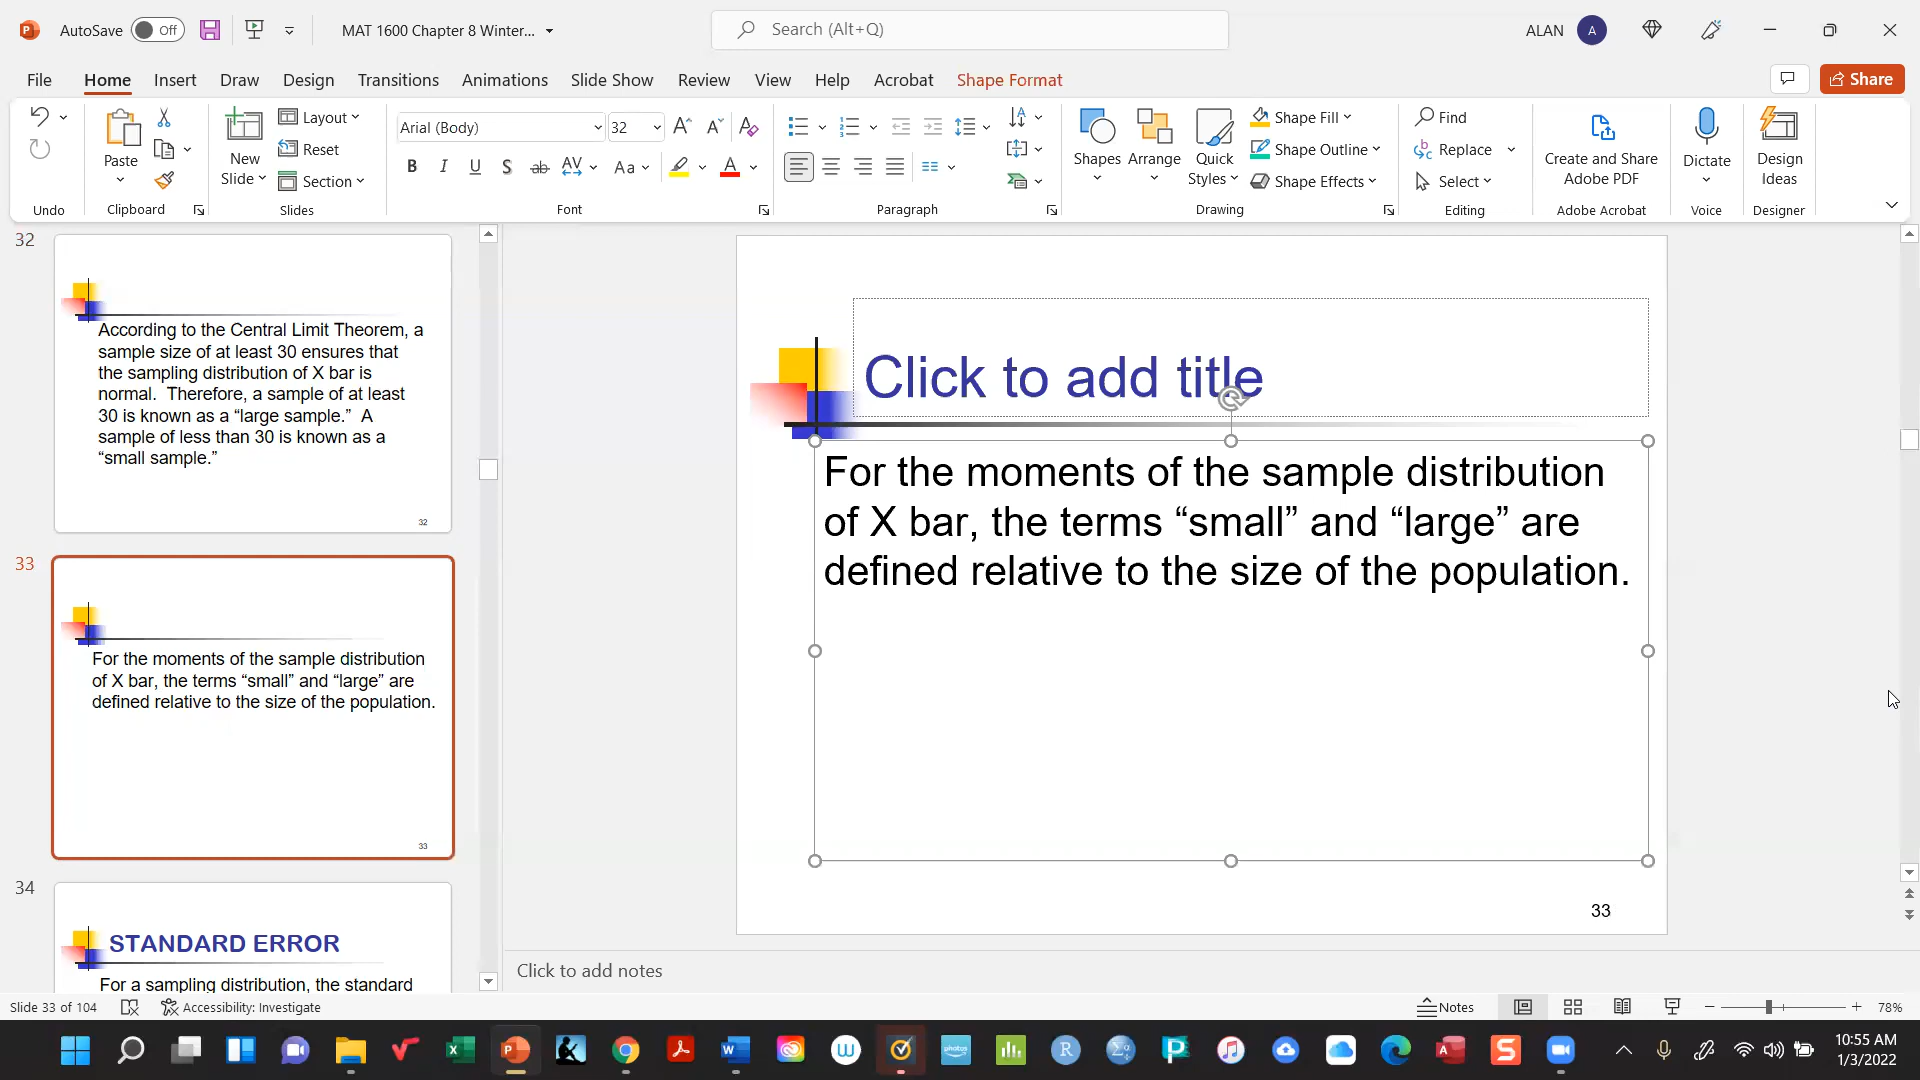 AutoSave Off MAT 1600 Chapter 8 Winter... Search (Alt+Q) ALAN A
File Home Insert Draw Design Transitions Animations Slide Show Review View Help Acrobat Shape Format Share
Undo
Paste
Clipboard
New Slide
Layout
Reset
Section
Slides
Arial (Body) 32
Font
Paragraph
Shapes
Arrange
Quick Styles
Shape Fill
Shape Outline
Shape Effects
Drawing
Find
Replace
Select
Editing
Create and Share
Adobe PDF
Adobe Acrobat
Dictate
Voice
Design
Ideas
Designer
32
According to the Central Limit Theorem, a
sample size of at least 30 ensures that
the sampling distribution of X bar is
normal. Therefore, a sample of at least
30 is known as a “large sample.” A
sample of less than 30 is known as a
“small sample.”
32
33
For the moments of the sample distribution
of X bar, the terms “small” and “large” are
defined relative to the size of the population.
33
34
STANDARD ERROR
For a sampling distribution, the standard
Click to add title
For the moments of the sample distribution
of X bar, the terms “small” and “large” are
defined relative to the size of the population.
33
Click to add notes
Slide 33 of 104 Accessibility: Investigate Notes 78%
10:55 AM
1/3/2022